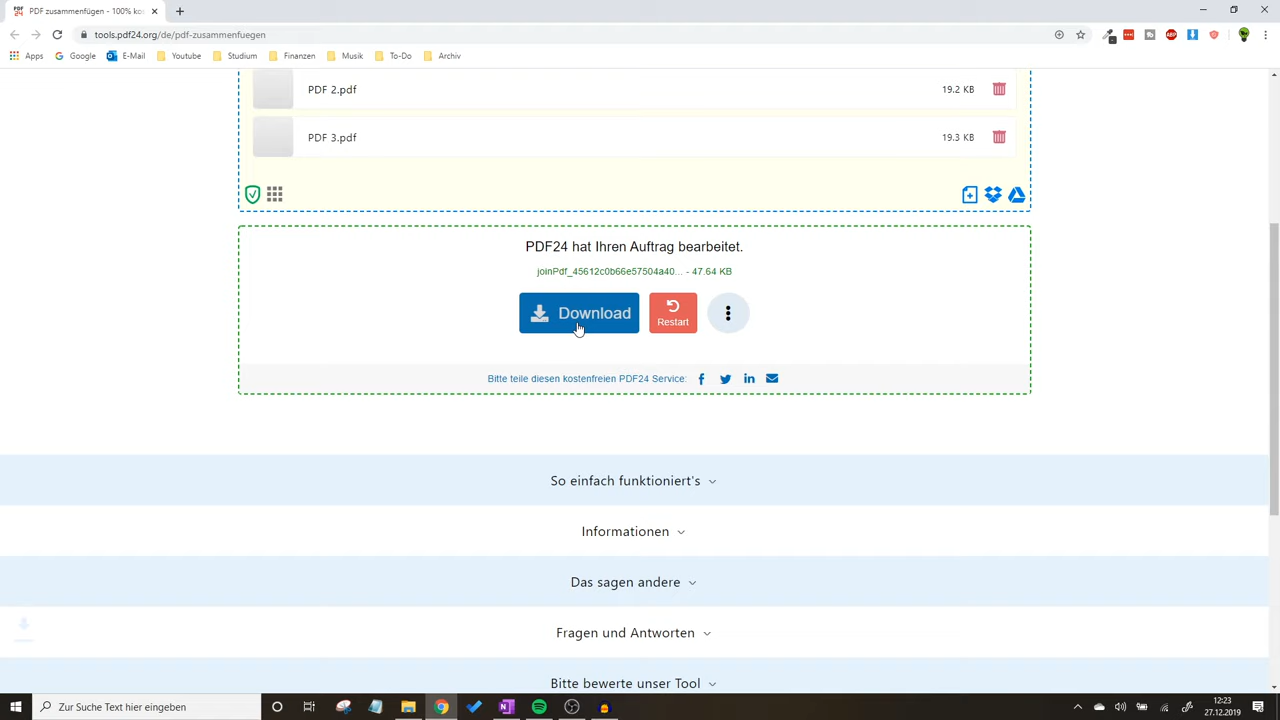 PDF zusammenfügen - 100% ko
tools.pdf24.org/de/pdf-zusammenfuegen
Apps Google E-Mail Youtube Studium Finanzen Musik To-Do Archiv
PDF 2.pdf 19.2 KB
PDF 3.pdf 19.3 KB
PDF24 hat Ihren Auftrag bearbeitet.
joinPdf_45612c0b66e57504a40... - 47.64 KB
Download
Restart
Bitte teile diesen kostenfreien PDF24 Service:
So einfach funktioniert's
Informationen
Das sagen andere
Fragen und Antworten
Bitte bewerte unser Tool
Zur Suche Text hier eingeben
12:23
27.12.2019